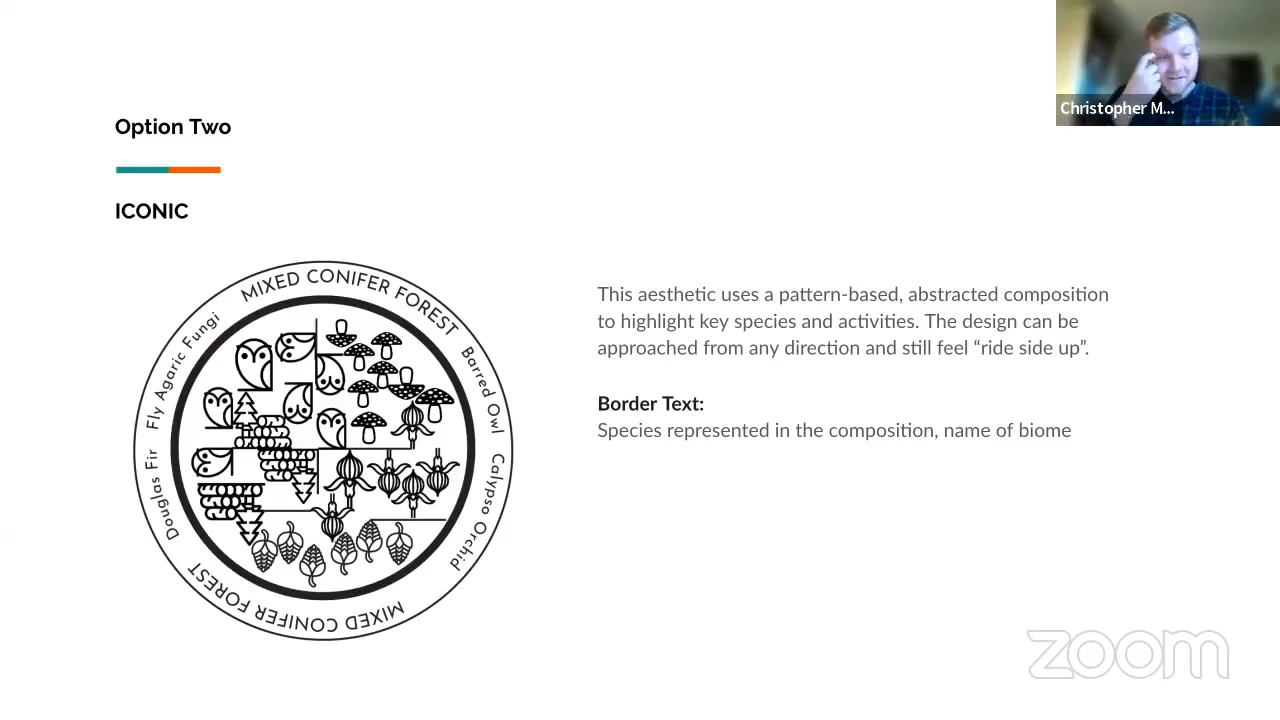 Christopher M...
Option Two
ICONIC
MIXED CONIFER FOREST
Fly Agaric Fungi
Barred Owl
Douglas Fir
Calypso Orchid
MIXED CONIFER FOREST
This aesthetic uses a pattern-based, abstracted composition
to highlight key species and activities. The design can be
approached from any direction and still feel “ride side up”.
Border Text:
Species represented in the composition, name of biome
zoom